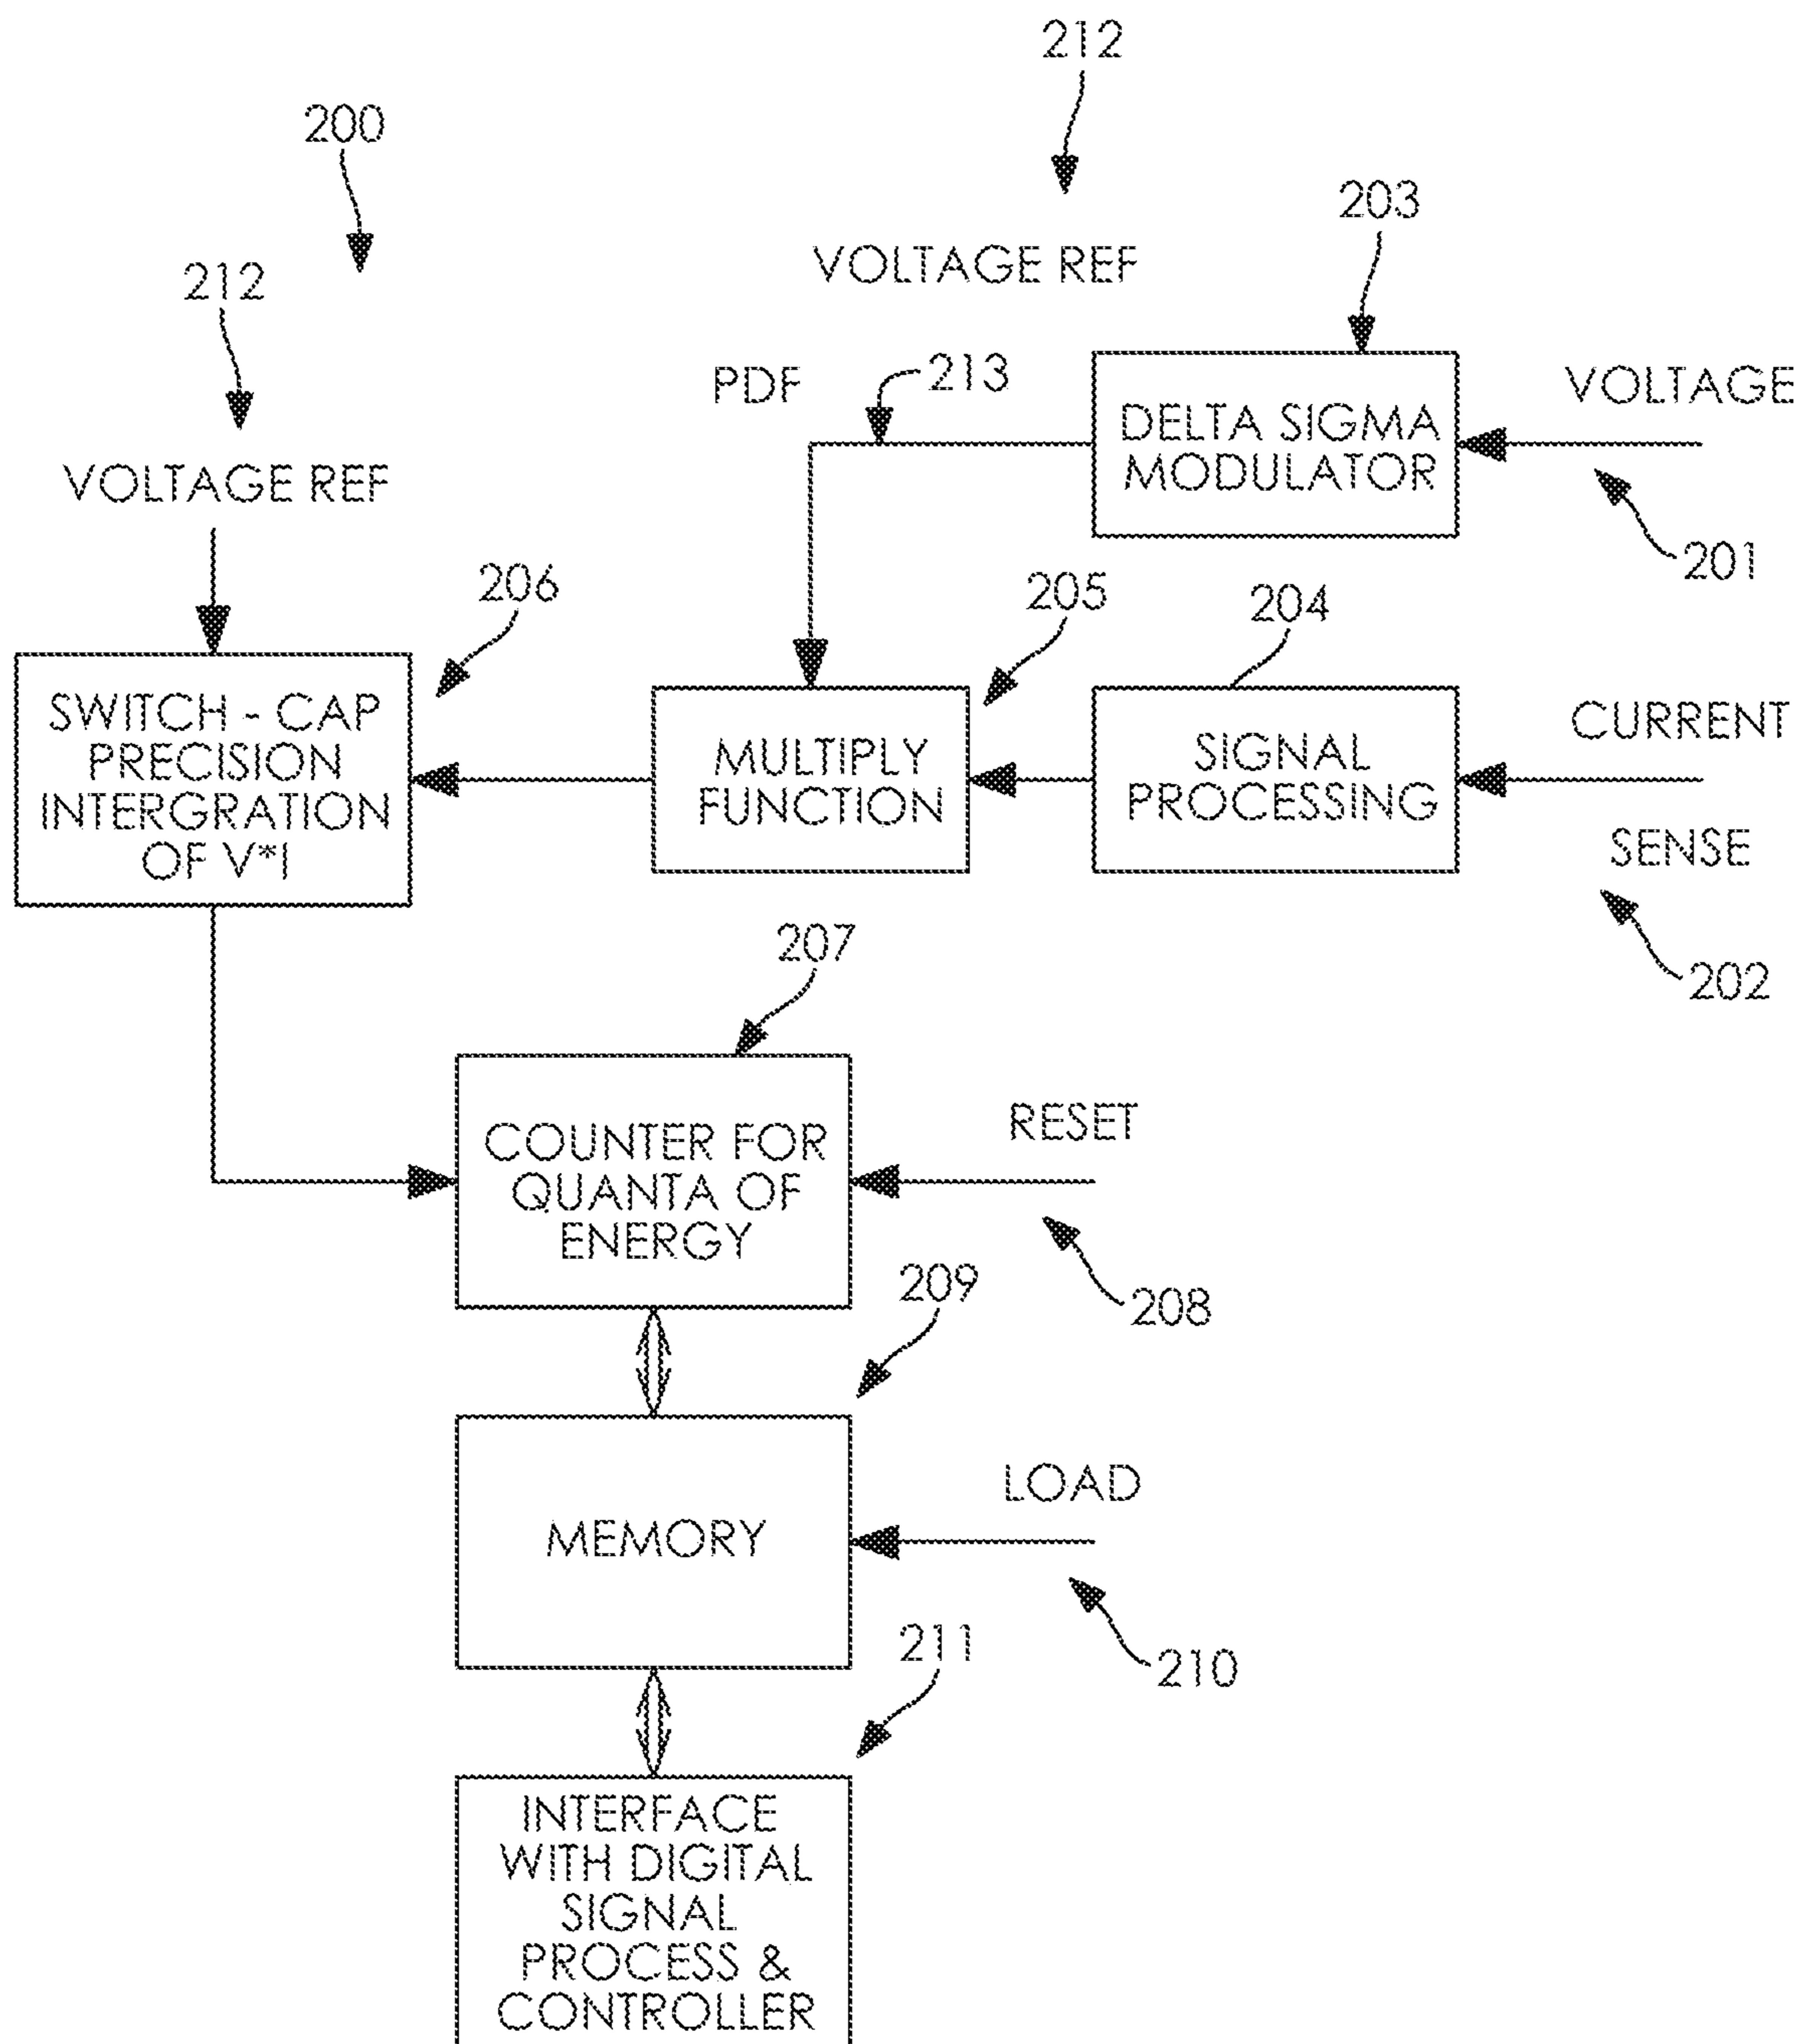 212
200
203
212
VOLTAGE REF
PDF
213
DELTA SIGMA
MODULATOR
VOLTAGE
201
VOLTAGE REF
206
205
204
SWITCH - CAP
PRECISION
INTERGRATION
OF V*I
MULTIPLY
FUNCTION
SIGNAL
PROCESSING
CURRENT
SENSE
202
207
COUNTER FOR
QUANTA OF
ENERGY
RESET
208
209
MEMORY
LOAD
210
211
INTERFACE
WITH DIGITAL
SIGNAL
PROCESS &
CONTROLLER